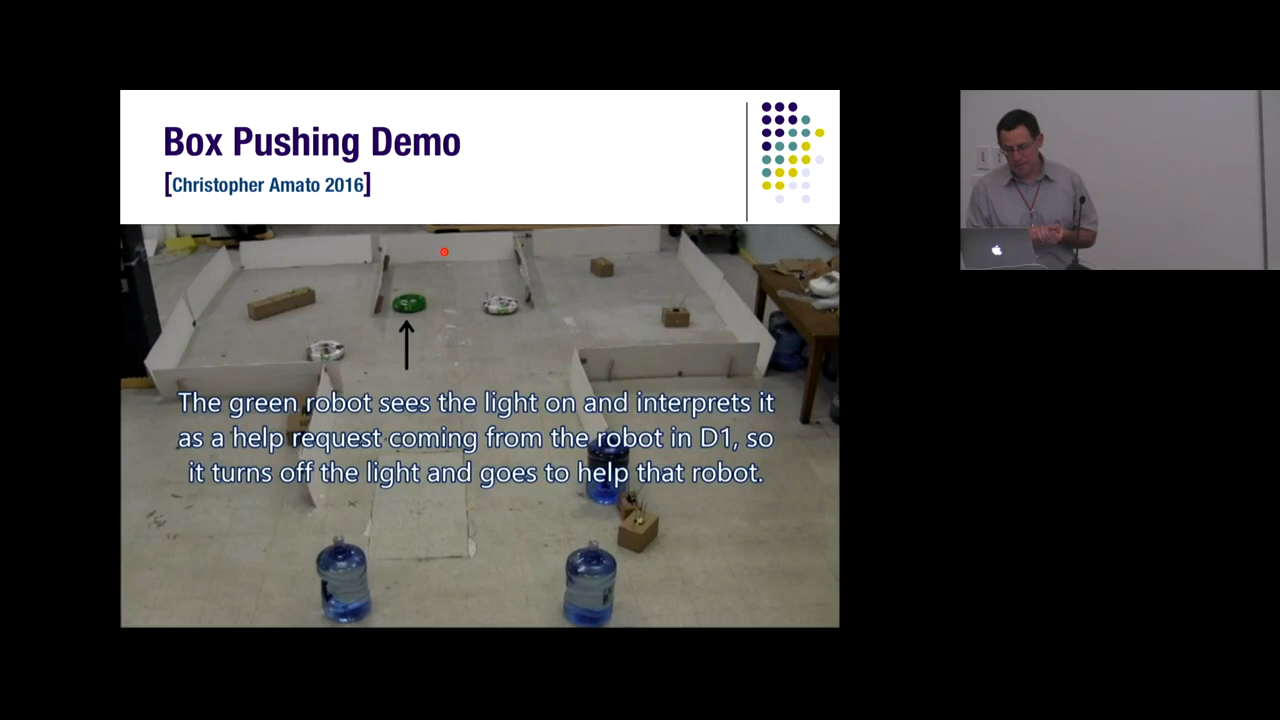 Box Pushing Demo
[Christopher Amato 2016]
The green robot sees the light on and interprets it
as a help request coming from the robot in D1, so
it turns off the light and goes to help that robot.